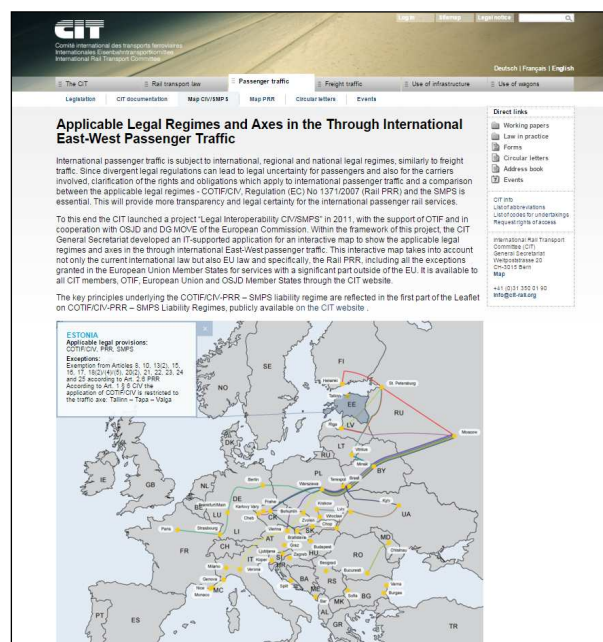 Log in Sitemap Legal notice
CIT
Comité international des transports ferroviaires
Internationales Eisenbahntransportkomitee
International Rail Transport Committee
Deutsch | Français | English
The CIT Rail transport law Passenger traffic Freight traffic Use of infrastructure Use of wagons
Legislation CIT documentation Map CIV/SMPS Map PRR Circular letters Events
Applicable Legal Regimes and Axes in the Through International
East-West Passenger Traffic
International passenger traffic is subject to international, regional and national legal regimes, similarly to freight
traffic. Since divergent legal regulations can lead to legal uncertainty for passengers and also for the carriers
involved, clarification of the rights and obligations which apply to international passenger traffic and a comparison
between the applicable legal regimes - COTIF/CIV, Regulation (EC) No 1371/2007 (Rail PRR) and the SMPS is
essential. This will provide more transparency and legal certainty for the international passenger rail services.
To this end the CIT launched a project "Legal Interoperability CIV/SMPS" in 2011, with the support of OTIF and in
cooperation with OSJD and DG MOVE of the European Commission. Within the framework of this project, the CIT
General Secretariat developed an IT-supported application for an interactive map to show the applicable legal
regimes and axes in the through international East-West passenger traffic. This interactive map takes into account
not only the current international law but also EU law and specifically, the Rail PRR, including all the exceptions
granted in the European Union Member States for services with a significant part outside of the EU. It is available to
all CIT members, OTIF, European Union and OSJD Member States through the CIT website.
The key principles underlying the COTIF/CIV-PRR – SMPS liability regime are reflected in the first part of the Leaflet
on COTIF/CIV-PRR – SMPS Liability Regimes, publicly available on the CIT website .
Direct links
Working papers
Law in practice
Forms
Circular letters
Address book
Events
CIT info
List of abbreviations
List of codes for undertakings
Request rights of access
International Rail Transport
Committee (CIT)
General Secretariat
Weltpoststrasse 20
CH-3015 Bern
Map
+41 (0)31 350 01 90
info@cit-rail.org
ESTONIA
Applicable legal provisions:
COTIF/CIV, PRR, SMPS
Exceptions:
Exemption from Articles 8, 10, 13(2), 15,
16, 17, 18(2)/(4)/(5), 20(2), 21, 22, 23, 24
and 25 according to Art. 2.6 PRR
According to Art. 1 § 6 CIV the
application of COTIF/CIV is restricted to
the traffic axe: Tallinn – Tapa – Valga
NO SE FI
Helsinki St. Petersburg
Tallinn EE RU
Riga LV Moscow
DK LT Vilnius
RU Minsk
IE GB NL Berlin PL BY
Warszawa Terespol Brest
BE DE
Frankfurt/Main Praha Krakow Lviv Kyiv
LU Karlovy Vary Bohumin Wroclaw UA
Cheb CK Zvolen Chop
Paris Strasbourg LI Vienna SK
Bratislava
FR CH AT Graz Budapest MD
Ljubljana HU Chisinau
IT Koper SI Zagreb RO
Milano Verona HR Beograd Bucuresti
Genova BA RS
Nice MC Split Varna
Monaco ME Sofia BG Burgas
Bar MK
PT ES AL GR TR